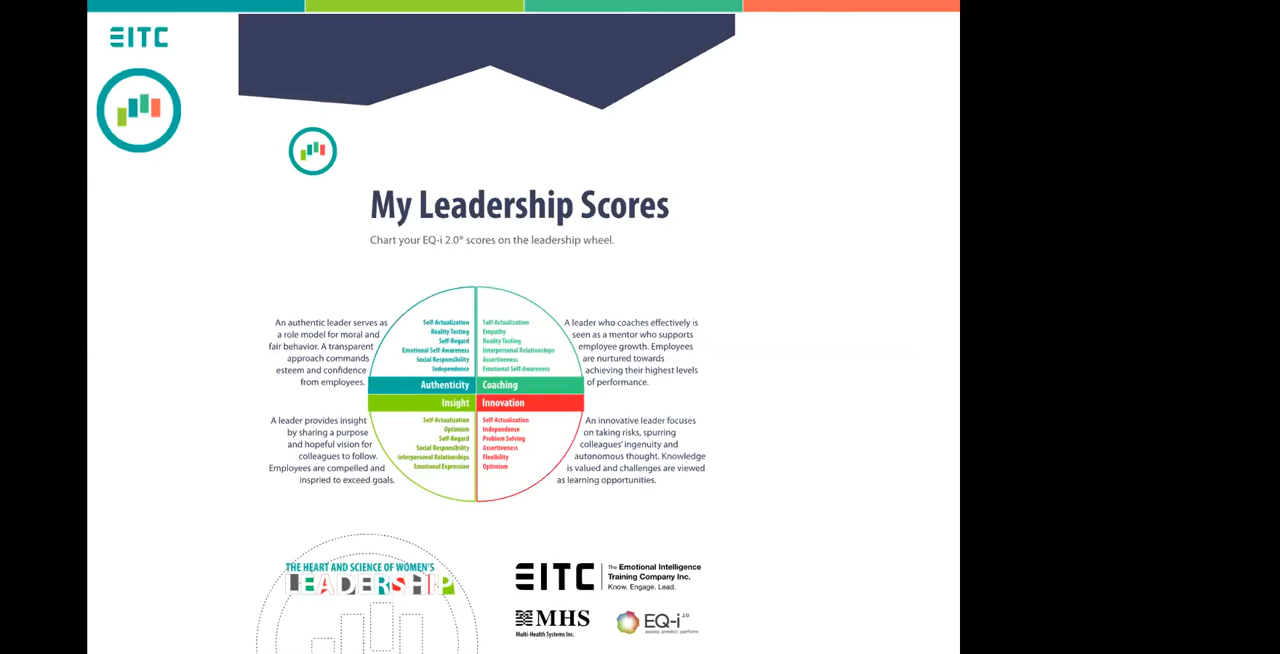 EITC
My Leadership Scores
Chart your EQ-i 2.0® scores on the leadership wheel.
An authentic leader serves as
a role model for moral and
fair behavior. A transparent
approach commands
esteem and confidence
from employees.
Self-Actualization
Reality Testing
Self-Regard
Emotional Self-Awareness
Social Responsibility
Independence
Authenticity
Self-Actualization
Empathy
Reality Testing
Interpersonal Relationships
Assertiveness
Emotional Self-Awareness
Coaching
A leader who coaches effectively is
seen as a mentor who supports
employee growth. Employees
are nurtured towards
achieving their highest levels
of performance.
A leader provides insight
by sharing a purpose
and hopeful vision for
colleagues to follow.
Employees are compelled and
inspried to exceed goals.
Insight
Self-Actualization
Optimism
Self-Regard
Social Responsibility
Interpersonal Relationships
Emotional Expression
Innovation
Self-Actualization
Independence
Problem Solving
Assertiveness
Flexibility
Optimism
An innovative leader focuses
on taking risks, spurring
colleagues' ingenuity and
autonomous thought. Knowledge
is valued and challenges are viewed
as learning opportunities.
THE HEART AND SCIENCE OF WOMEN'S
LEADERSHIP
EITC
The Emotional Intelligence
Training Company Inc.
Know. Engage. Lead.
MHS
Multi-Health Systems Inc.
EQ-i 2.0
assess. predict. perform